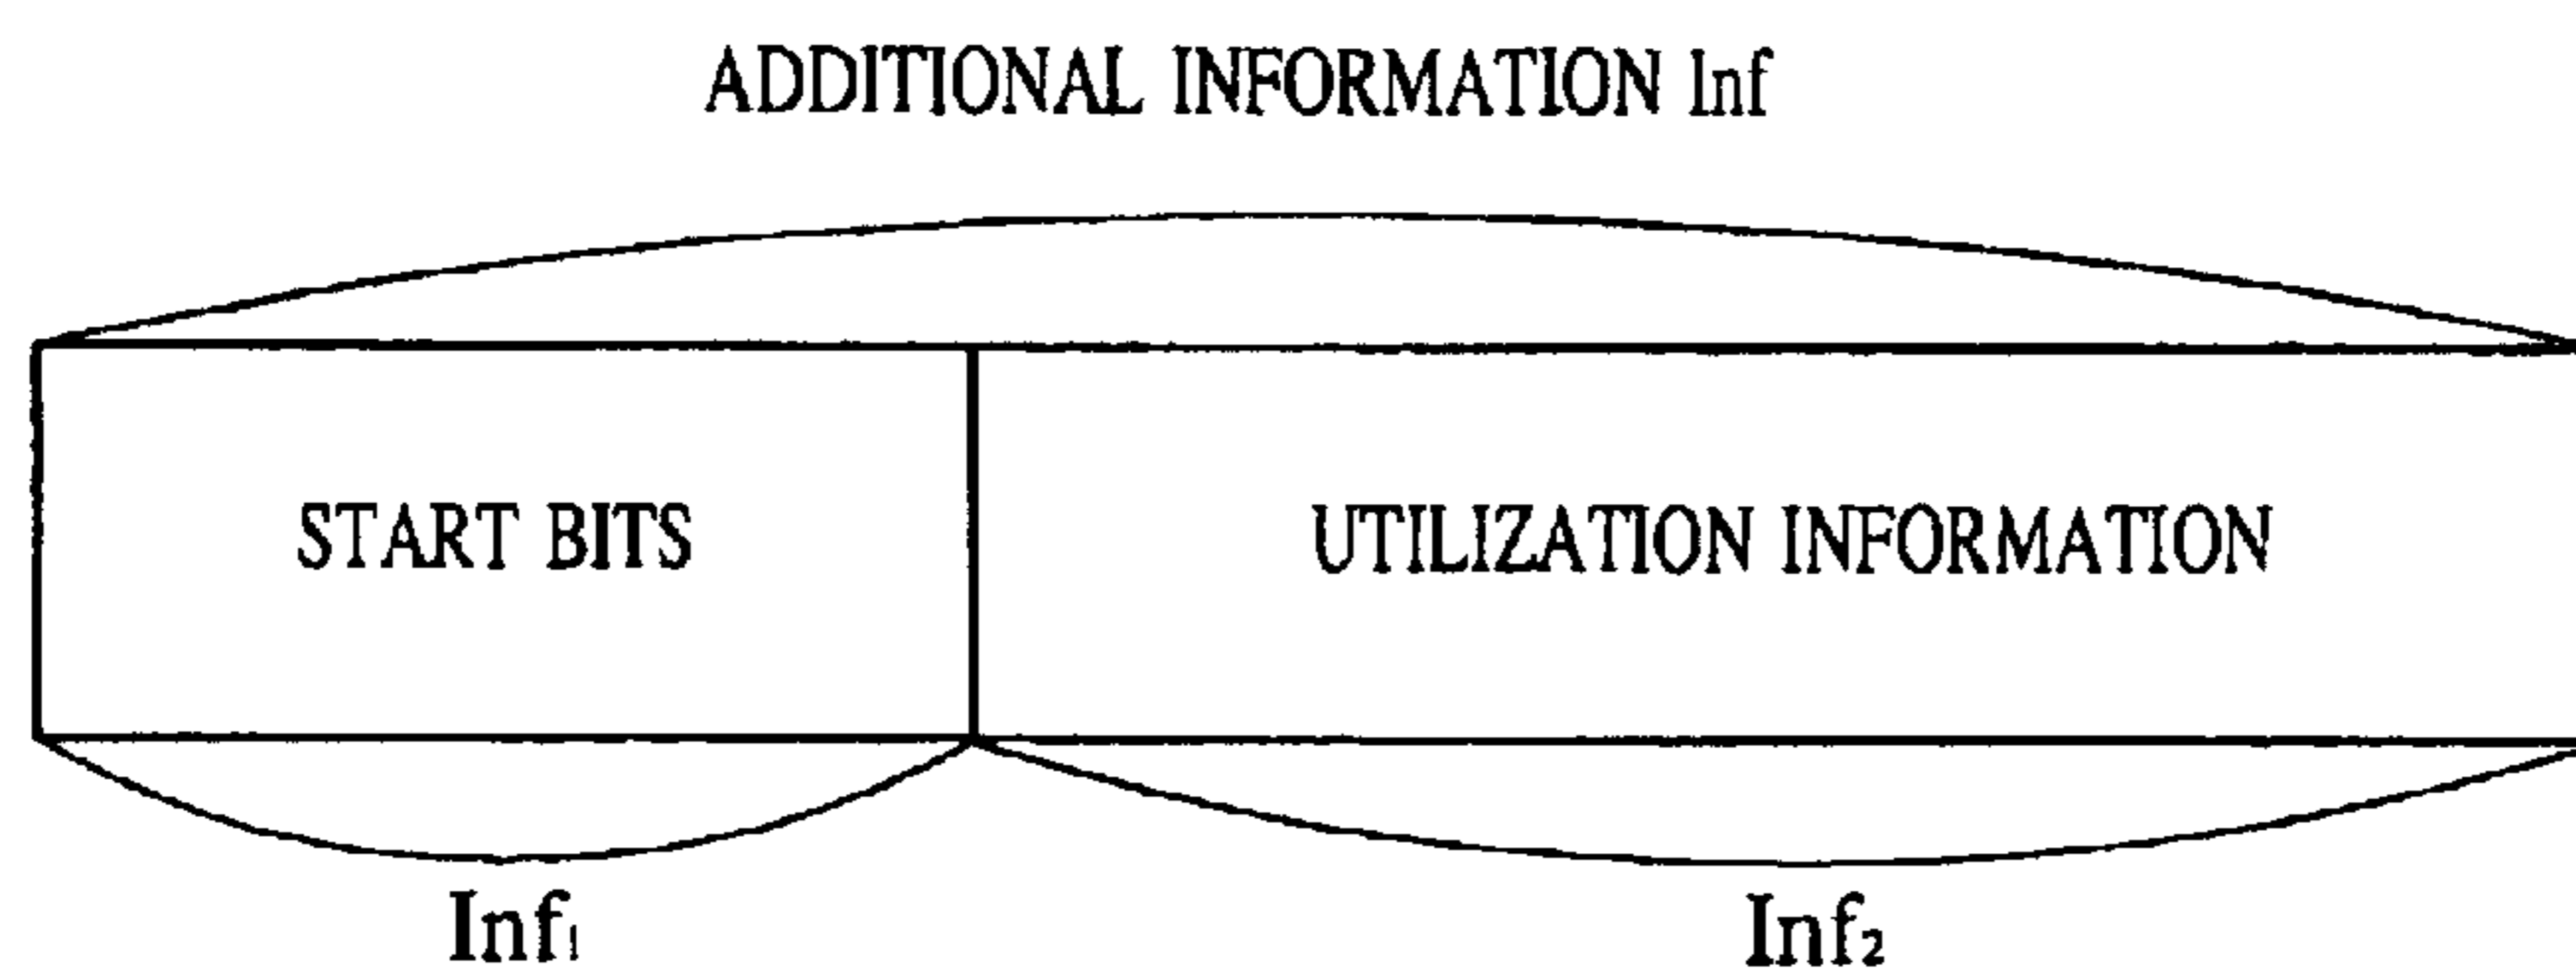 ADDITIONAL INFORMATION Inf
START BITS UTILIZATION INFORMATION
Inf₁ Inf₂